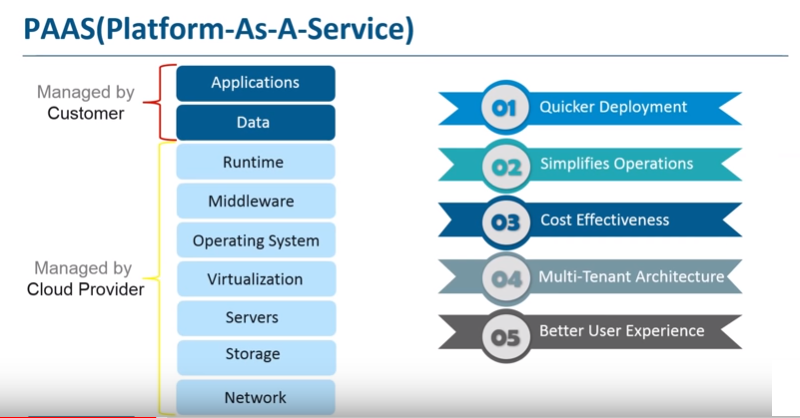 PAAS(Platform-As-A-Service)
Managed by
Customer
Applications
Data
Managed by
Cloud Provider
Runtime
Middleware
Operating System
Virtualization
Servers
Storage
Network
01 Quicker Deployment
02 Simplifies Operations
03 Cost Effectiveness
04 Multi-Tenant Architecture
05 Better User Experience